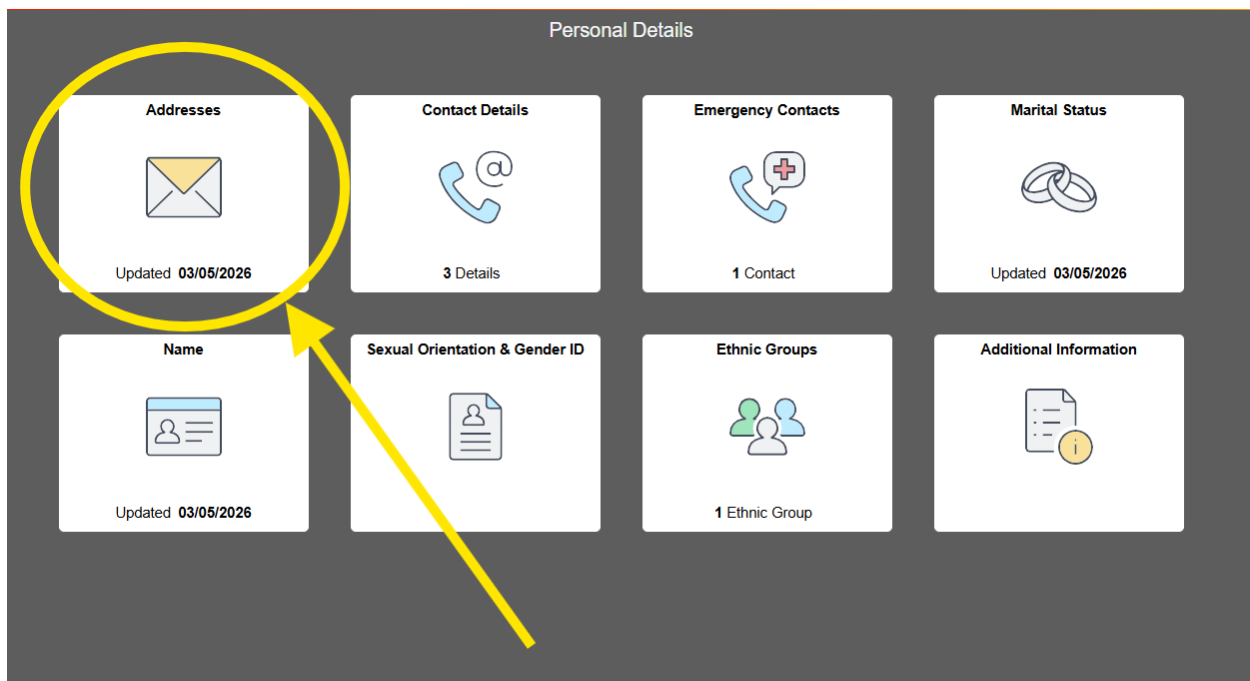 Personal Details
Addresses
Updated 03/05/2026
Contact Details
@
3 Details
Emergency Contacts
1 Contact
Marital Status
Updated 03/05/2026
Name
Updated 03/05/2026
Sexual Orientation & Gender ID
Ethnic Groups
1 Ethnic Group
Additional Information
i